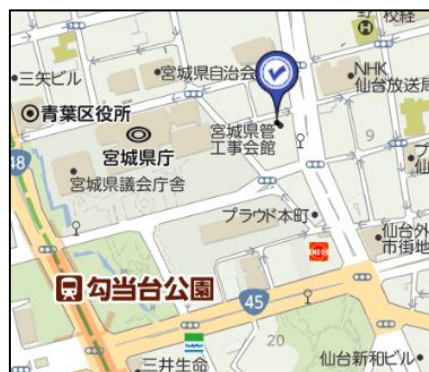 校経
H
三矢ビル
宮城県自治会
NHK
仙台放送局
青葉区役所
宮城県管
工事会館
9
宮城県庁
48
宮城県議会庁舎
プラウド本町
仙台外
市街地
ENEOS
勾当台公園
45
FamilyMart
20
三井生命
仙台新和ビル